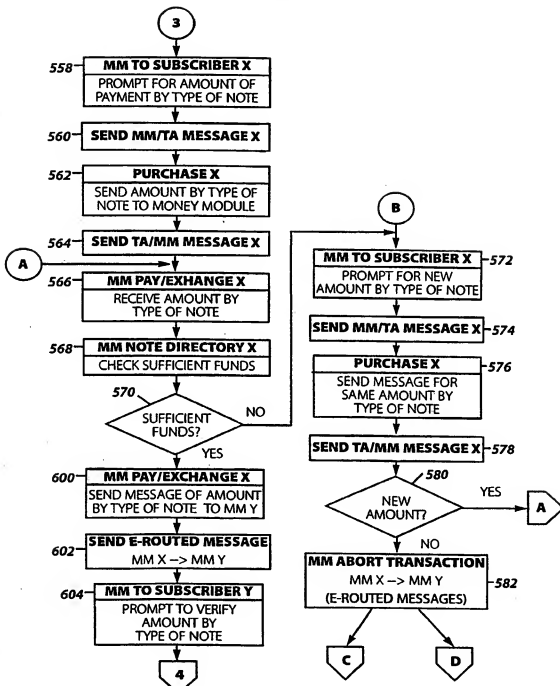 3
558
MM TO SUBSCRIBER X
PROMPT FOR AMOUNT OF
PAYMENT BY TYPE OF NOTE
560
SEND MM/TA MESSAGE X
562
PURCHASE X
SEND AMOUNT BY TYPE OF
NOTE TO MONEY MODULE
564
SEND TA/MM MESSAGE X
A
566
MM PAY/EXHANGE X
RECEIVE AMOUNT BY
TYPE OF NOTE
568
MM NOTE DIRECTORY X
CHECK SUFFICIENT FUNDS
570
SUFFICIENT
FUNDS?
NO
YES
600
MM PAY/EXCHANGE X
SEND MESSAGE OF AMOUNT
BY TYPE OF NOTE TO MM Y
602
SEND E-ROUTED MESSAGE
MM X -> MM Y
604
MM TO SUBSCRIBER Y
PROMPT TO VERIFY
AMOUNT BY
TYPE OF NOTE
4
B
MM TO SUBSCRIBER X
572
PROMPT FOR NEW
AMOUNT BY TYPE OF NOTE
SEND MM/TA MESSAGE X
574
PURCHASE X
576
SEND MESSAGE FOR
SAME AMOUNT BY
TYPE OF NOTE
SEND TA/MM MESSAGE X
578
580
NEW
AMOUNT?
YES
A
NO
MM ABORT TRANSACTION
MM X -> MM Y
582
(E-ROUTED MESSAGES)
C
D